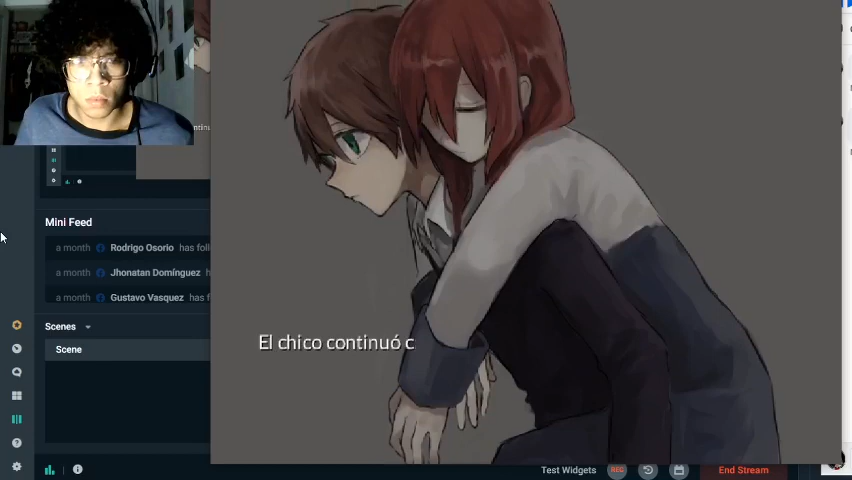 Mini Feed
a month Rodrigo Osorio has foll
a month Jhonatan Domínguez h
a month Gustavo Vasquez has f
Scenes
Scene
El chico continuó c
Test Widgets REC End Stream